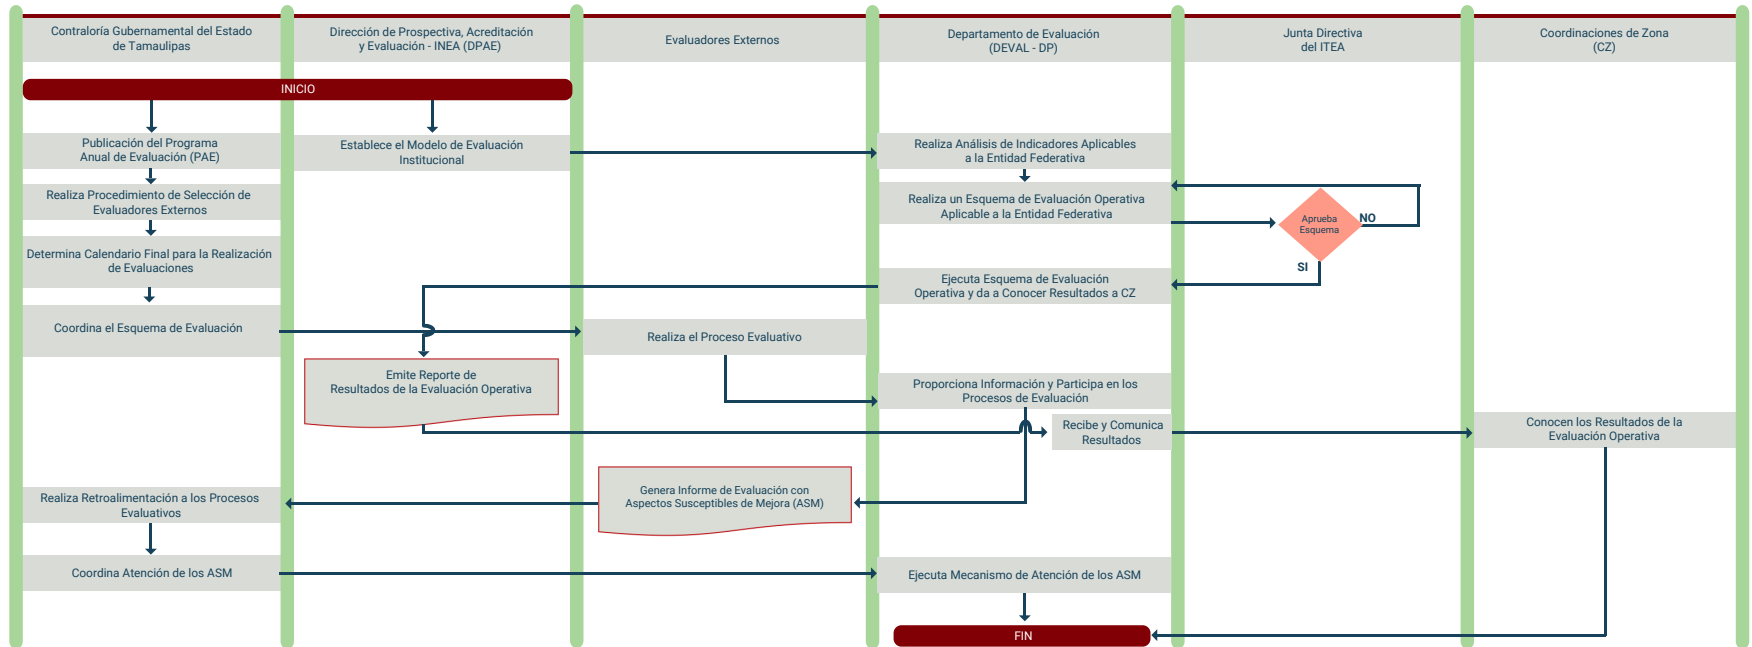 Contraloría Gubernamental del Estado
de Tamaulipas
Dirección de Prospectiva, Acreditación
y Evaluación - INEA (DPAE)
Evaluadores Externos
Departamento de Evaluación
(DEVAL - DP)
Junta Directiva
del ITEA
Coordinaciones de Zona
(CZ)
INICIO
Publicación del Programa
Anual de Evaluación (PAE)
Establece el Modelo de Evaluación
Institucional
Realiza Análisis de Indicadores Aplicables
a la Entidad Federativa
Realiza Procedimiento de Selección de
Evaluadores Externos
Realiza un Esquema de Evaluación Operativa
Aplicable a la Entidad Federativa
Aprueba
Esquema
NO
SI
Determina Calendario Final para la Realización
de Evaluaciones
Ejecuta Esquema de Evaluación
Operativa y da a Conocer Resultados a CZ
Coordina el Esquema de Evaluación
Realiza el Proceso Evaluativo
Emite Reporte de
Resultados de la Evaluación Operativa
Proporciona Información y Participa en los
Procesos de Evaluación
Recibe y Comunica
Resultados
Conocen los Resultados de la
Evaluación Operativa
Realiza Retroalimentación a los Procesos
Evaluativos
Genera Informe de Evaluación con
Aspectos Susceptibles de Mejora (ASM)
Coordina Atención de los ASM
Ejecuta Mecanismo de Atención de los ASM
FIN